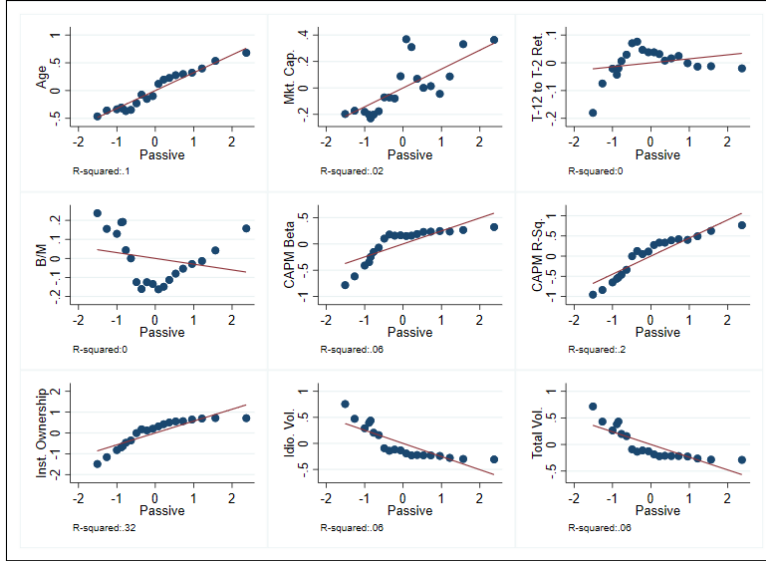 Age
-.5 0 .5 1
-2 -1 0 1 2
Passive
R-squared:.1
Mkt. Cap.
-.2 0 .2 .4
-2 -1 0 1 2
Passive
R-squared:.02
T-12 to T-2 Ret.
-.2 -.1 0 .1
-2 -1 0 1 2
Passive
R-squared:0
B/M
-.2 -.1 0 .1 .2
-2 -1 0 1 2
Passive
R-squared:0
CAPM Beta
-1 -.5 0 .5 1
-2 -1 0 1 2
Passive
R-squared:.06
CAPM R-Sq.
-1 -.5 0 .5 1
-2 -1 0 1 2
Passive
R-squared:.2
Inst. Ownership
-2 -1 0 1 2
-2 -1 0 1 2
Passive
R-squared:.32
Idio. Vol.
-.5 0 .5 1
-2 -1 0 1 2
Passive
R-squared:.06
Total Vol.
-.5 0 .5 1
-2 -1 0 1 2
Passive
R-squared:.06